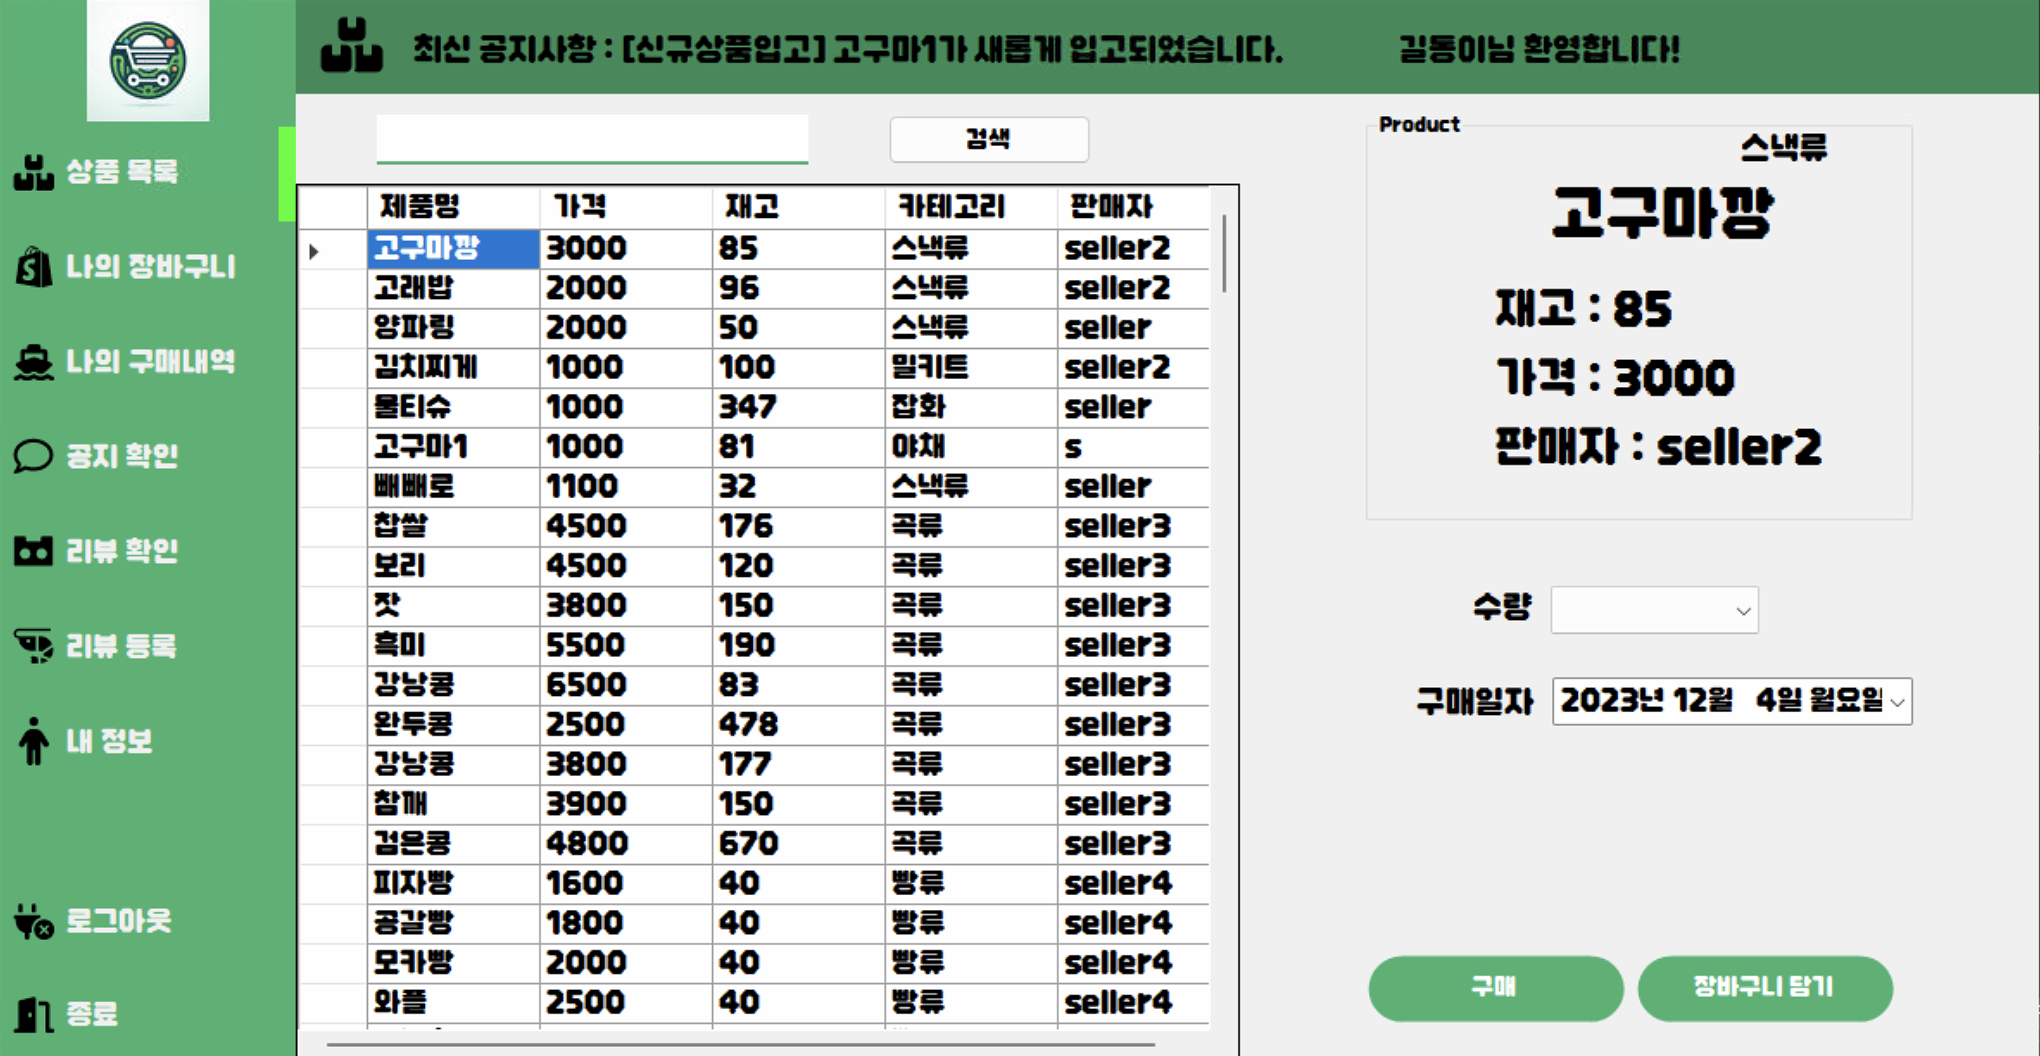 최신 공지사항 : [신규상품입고] 고구마1가 새롭게 입고되었습니다. 길동이님 환영합니다!
상품 목록
나의 장바구니
나의 구매내역
공지 확인
리뷰 확인
리뷰 등록
내 정보
로그아웃
종료
검색
제품명 가격 재고 카테고리 판매자
고구마깡 3000 85 스낵류 seller2
고래밥 2000 96 스낵류 seller2
양파링 2000 50 스낵류 seller
김치찌게 1000 100 밀키트 seller2
물티슈 1000 347 잡화 seller
고구마1 1000 81 야채 s
빼빼로 1100 32 스낵류 seller
찹쌀 4500 176 곡류 seller3
보리 4500 120 곡류 seller3
잣 3800 150 곡류 seller3
흑미 5500 190 곡류 seller3
강낭콩 6500 83 곡류 seller3
완두콩 2500 478 곡류 seller3
강낭콩 3800 177 곡류 seller3
참깨 3900 150 곡류 seller3
검은콩 4800 670 곡류 seller3
피자빵 1600 40 빵류 seller4
공갈빵 1800 40 빵류 seller4
모카빵 2000 40 빵류 seller4
와플 2500 40 빵류 seller4
Product
스낵류
고구마깡
재고 : 85
가격 : 3000
판매자 : seller2
수량
구매일자 2023년 12월 4일 월요일
구매 장바구니 담기